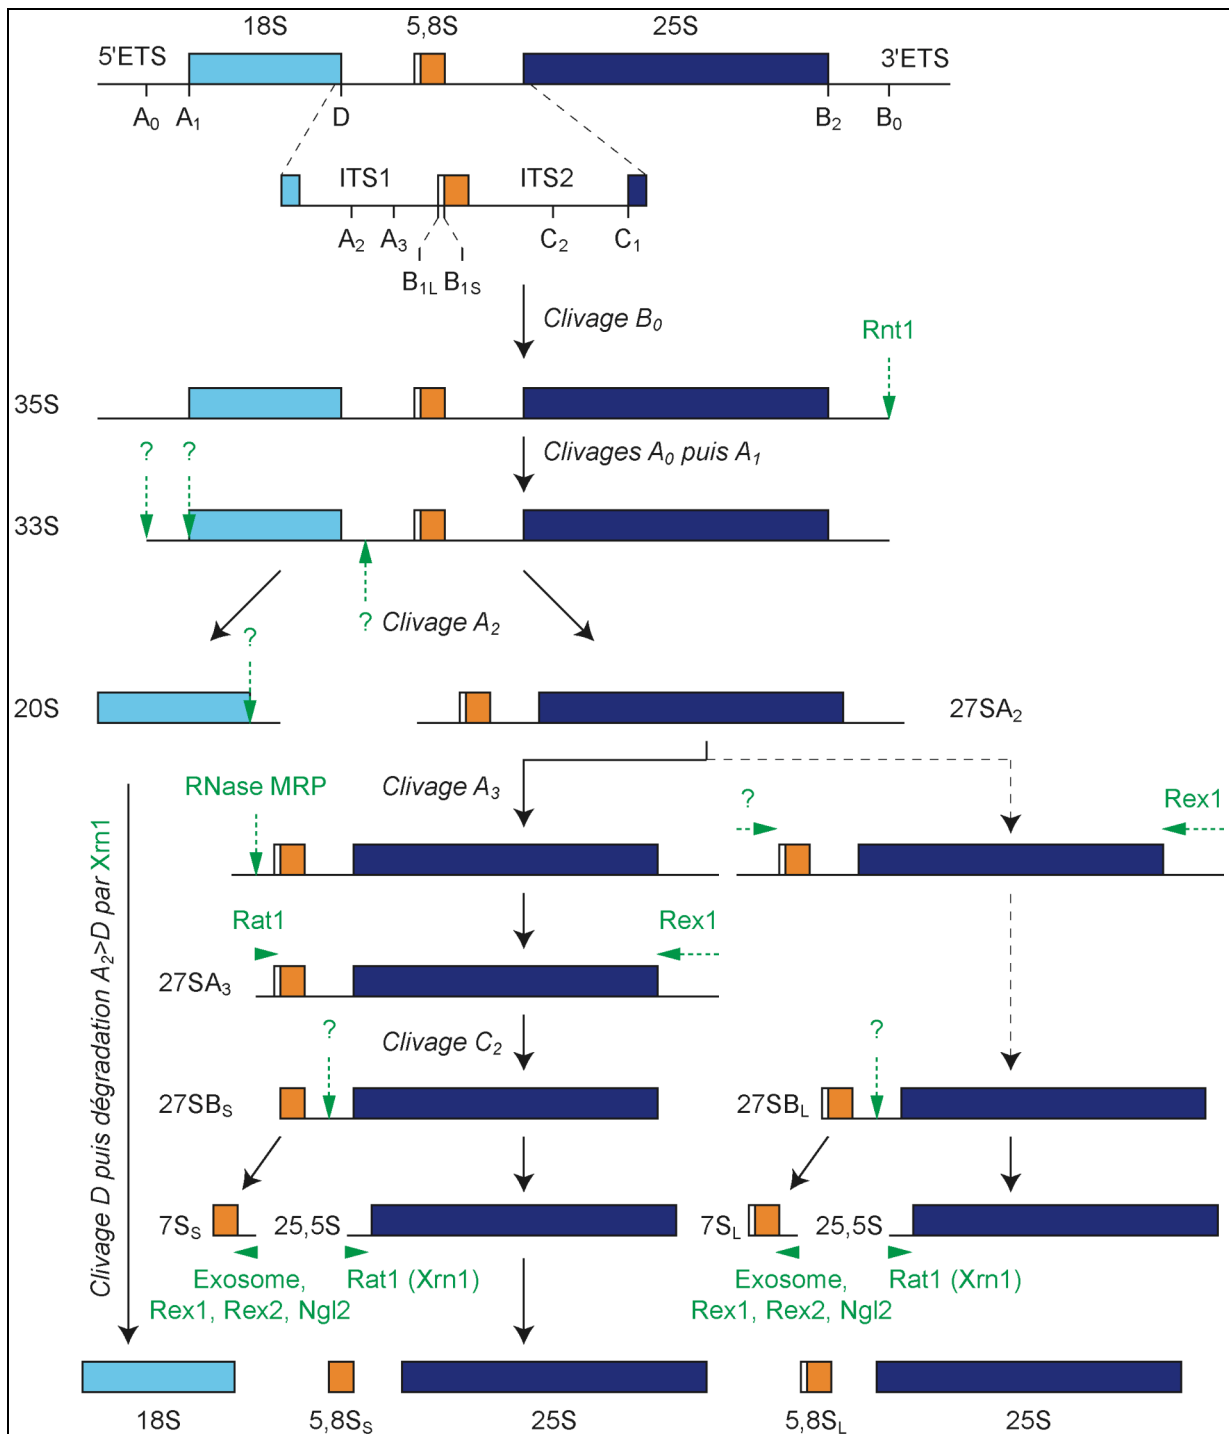 18S 5,8S 25S
5'ETS 3'ETS
A0 A1 D B2 B0
ITS1 ITS2
A2 A3 C2 C1
B1L B1S
Clivage B0
Rnt1
35S
? ? Clivages A0 puis A1
33S
? Clivage A2
?
20S 27SA2
RNase MRP Clivage A3 ? Rex1
Clivage D puis dégradation A2>D par Xrn1
Rat1 Rex1
27SA3
? Clivage C2 ?
27SBS 27SBL
7SS 25,5S 7SL 25,5S
Exosome, Rat1 (Xrn1) Exosome, Rat1 (Xrn1)
Rex1, Rex2, Ngl2 Rex1, Rex2, Ngl2
18S 5,8SS 25S 5,8SL 25S